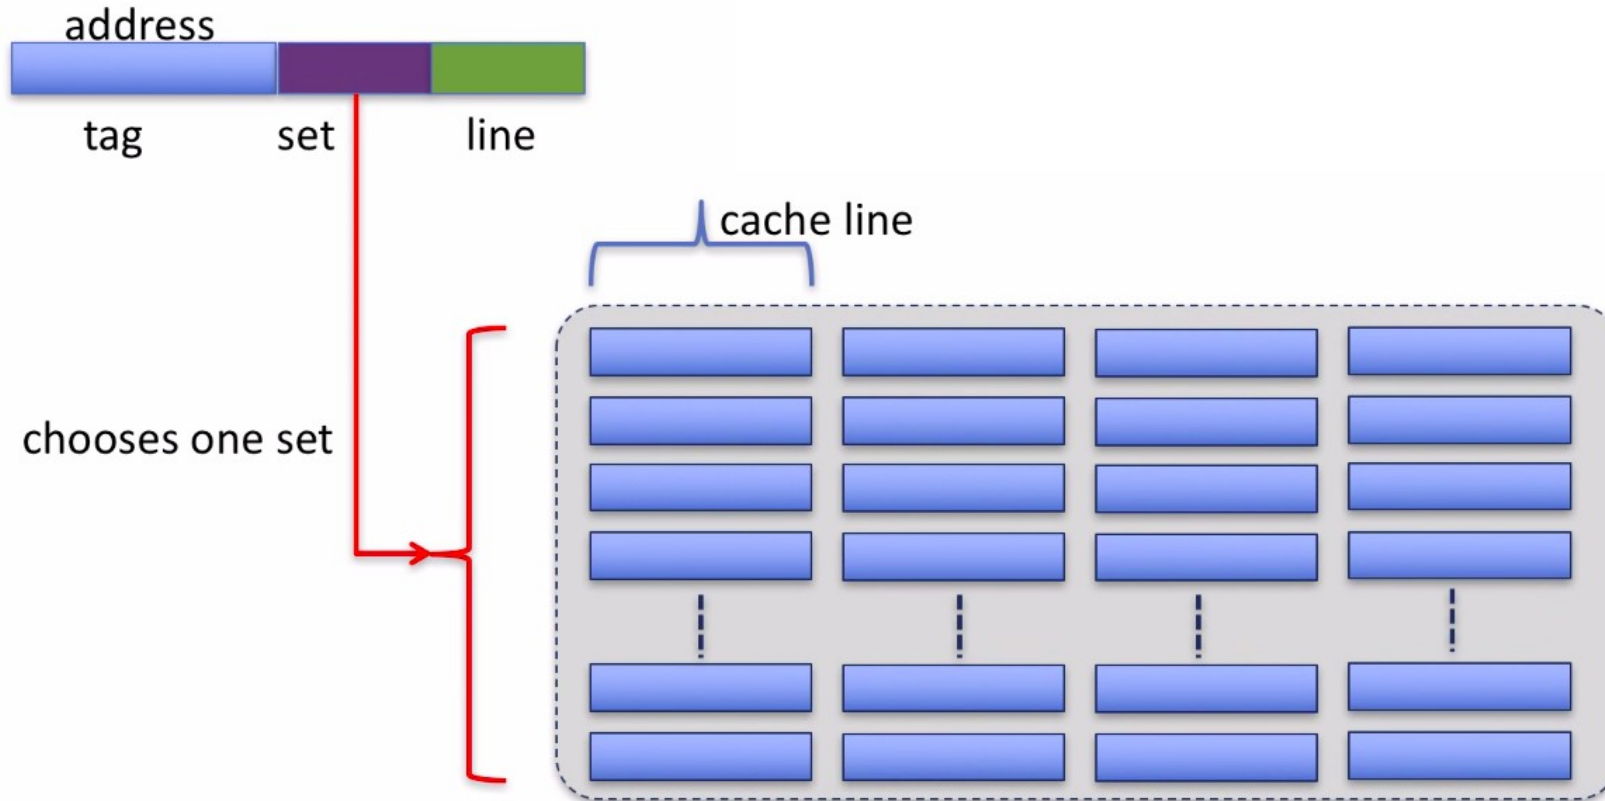 address
tag
set
line
cache line
chooses one set